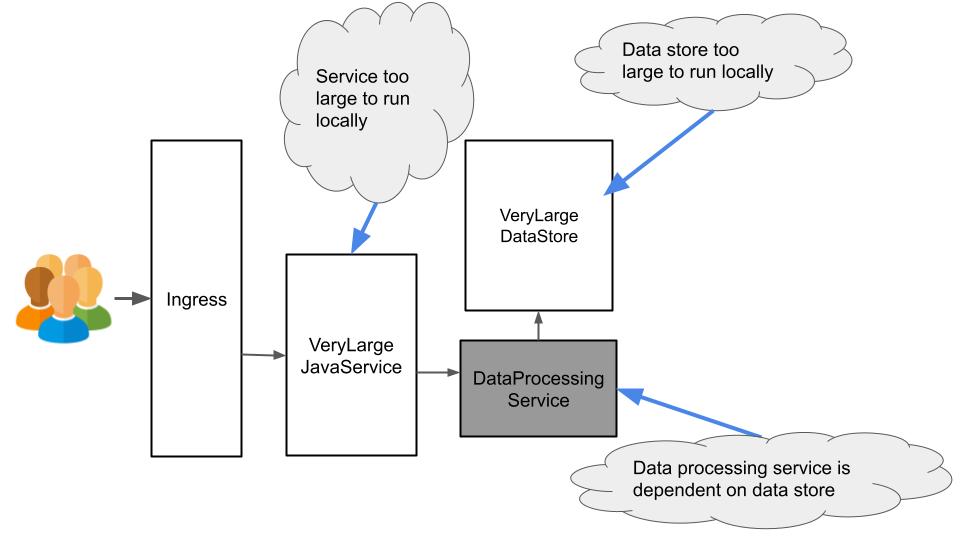 Service too
large to run
locally
Data store too
large to run locally
Ingress
VeryLarge
JavaService
VeryLarge
DataStore
DataProcessing
Service
Data processing service is
dependent on data store